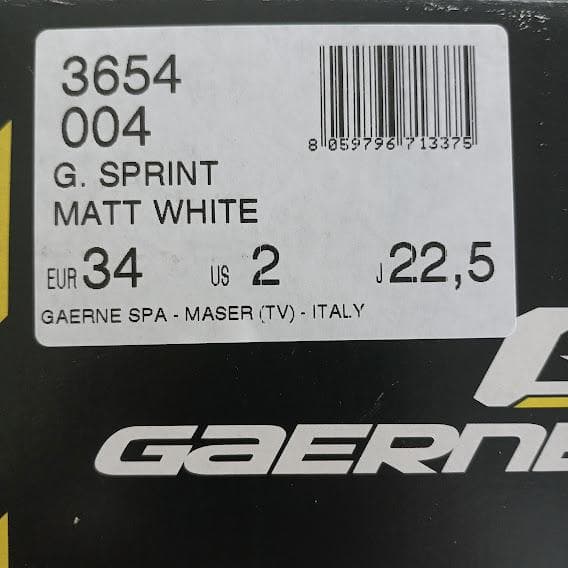 3654
004
G. SPRINT
MATT WHITE
8 059796 713375
EUR 34 US 2 J 22,5
GAERNE SPA - MASER (TV) - ITALY
GAERNE